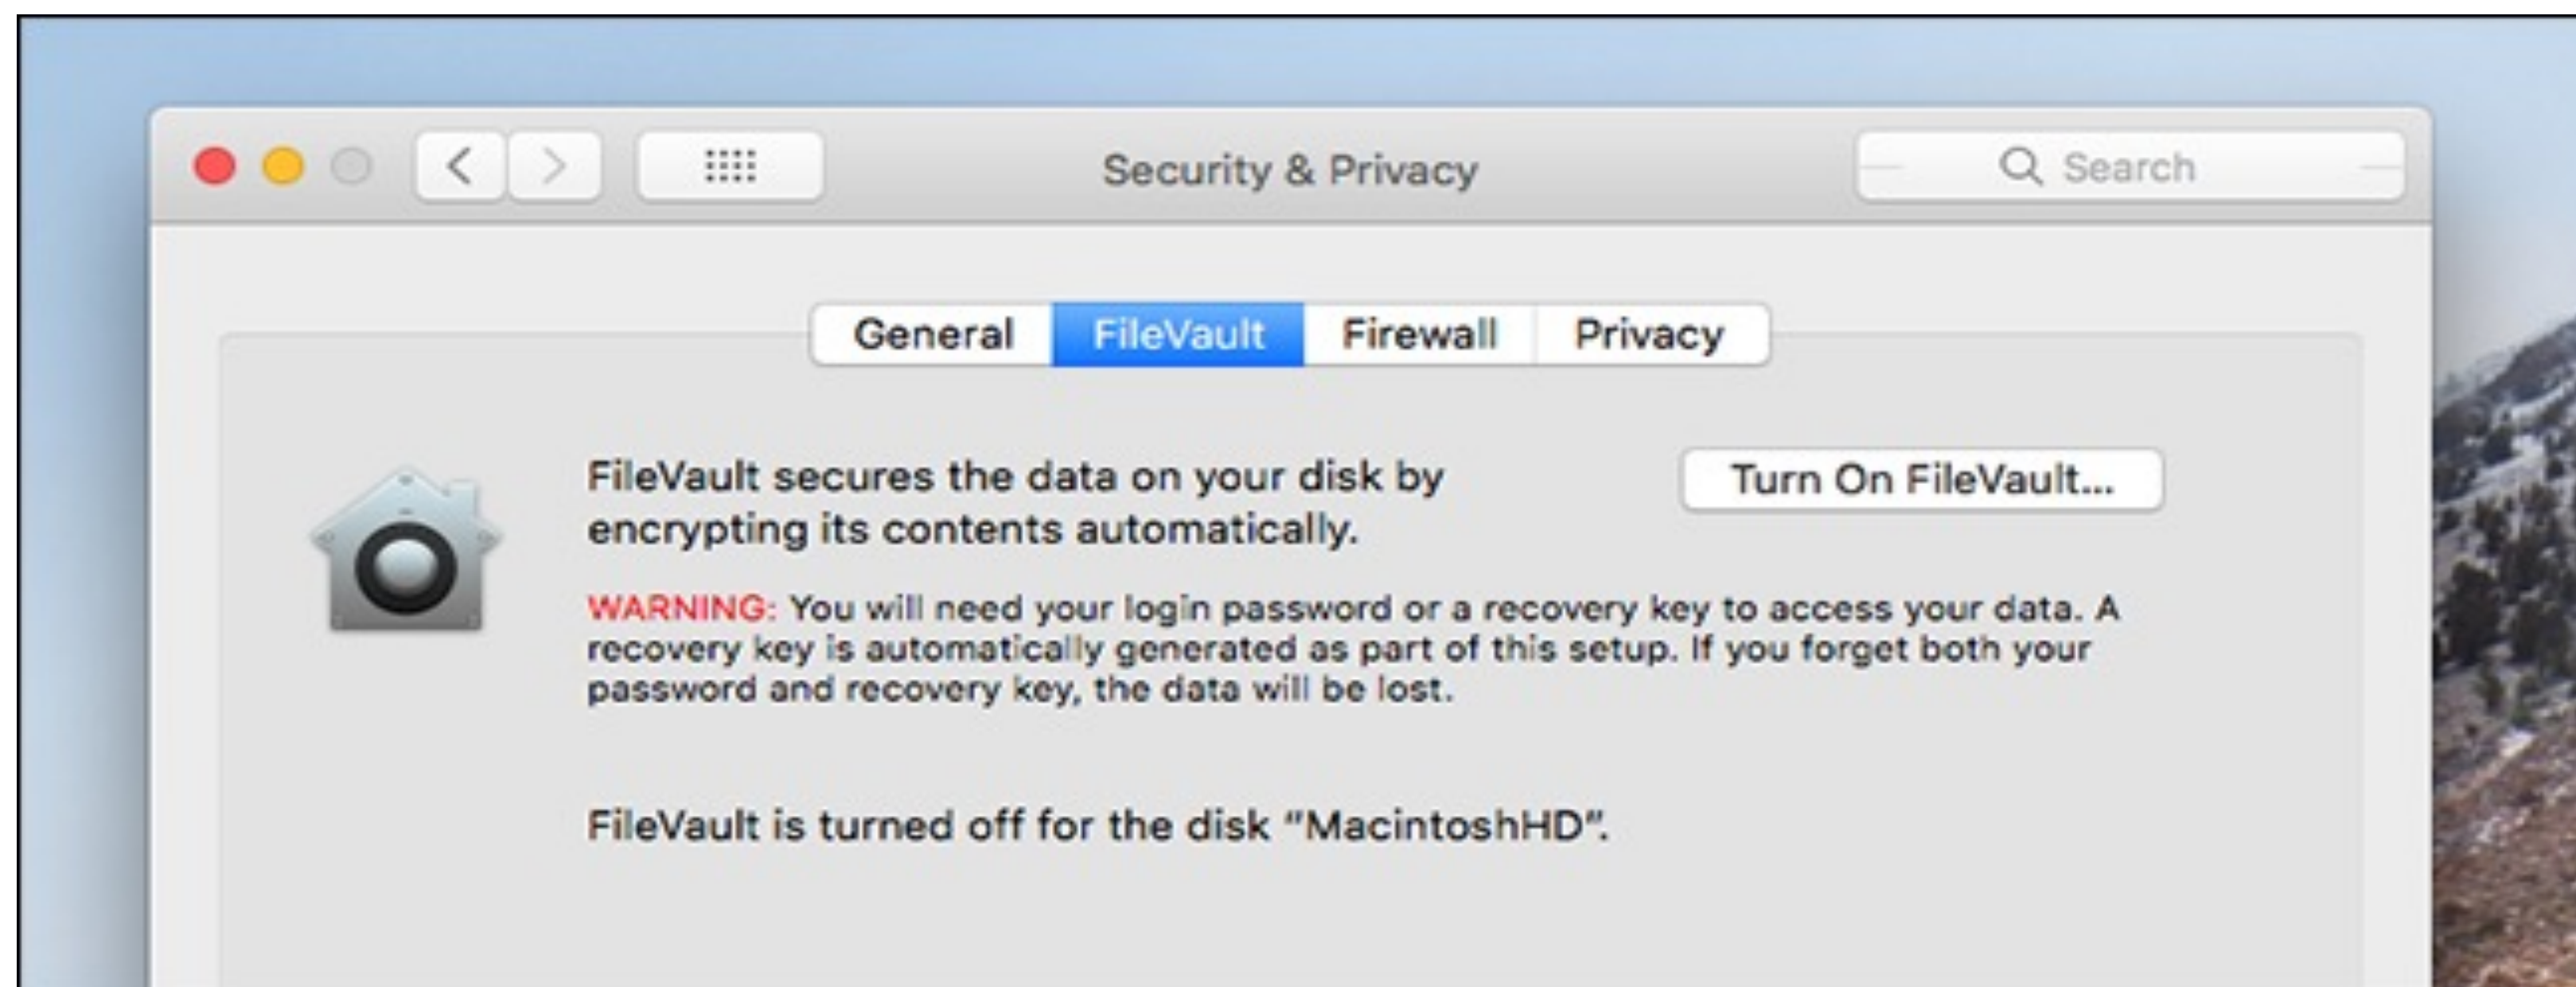 Security & Privacy
Search
General FileVault Firewall Privacy
FileVault secures the data on your disk by
encrypting its contents automatically.
Turn On FileVault...
WARNING: You will need your login password or a recovery key to access your data. A
recovery key is automatically generated as part of this setup. If you forget both your
password and recovery key, the data will be lost.
FileVault is turned off for the disk “MacintoshHD”.